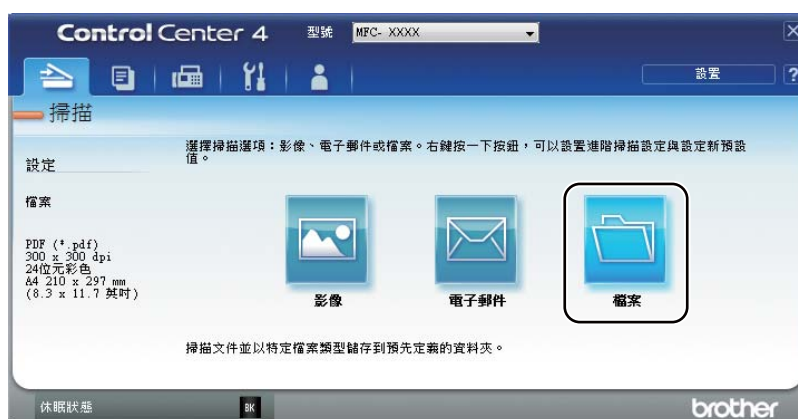 Control Center 4 型號 MFC- XXXX
設置 ?
掃描
選擇掃描選項：影像、電子郵件或檔案。右鍵按一下按鈕，可以設置進階掃描設定與設定新預設
值。
設定
檔案
PDF (*.pdf)
300 x 300 dpi
24位元彩色
A4 210 x 297 mm
(8.3 x 11.7 英吋)
影像 電子郵件 檔案
掃描文件並以特定檔案類型儲存到預先定義的資料夾。
休眠狀態 BK brother